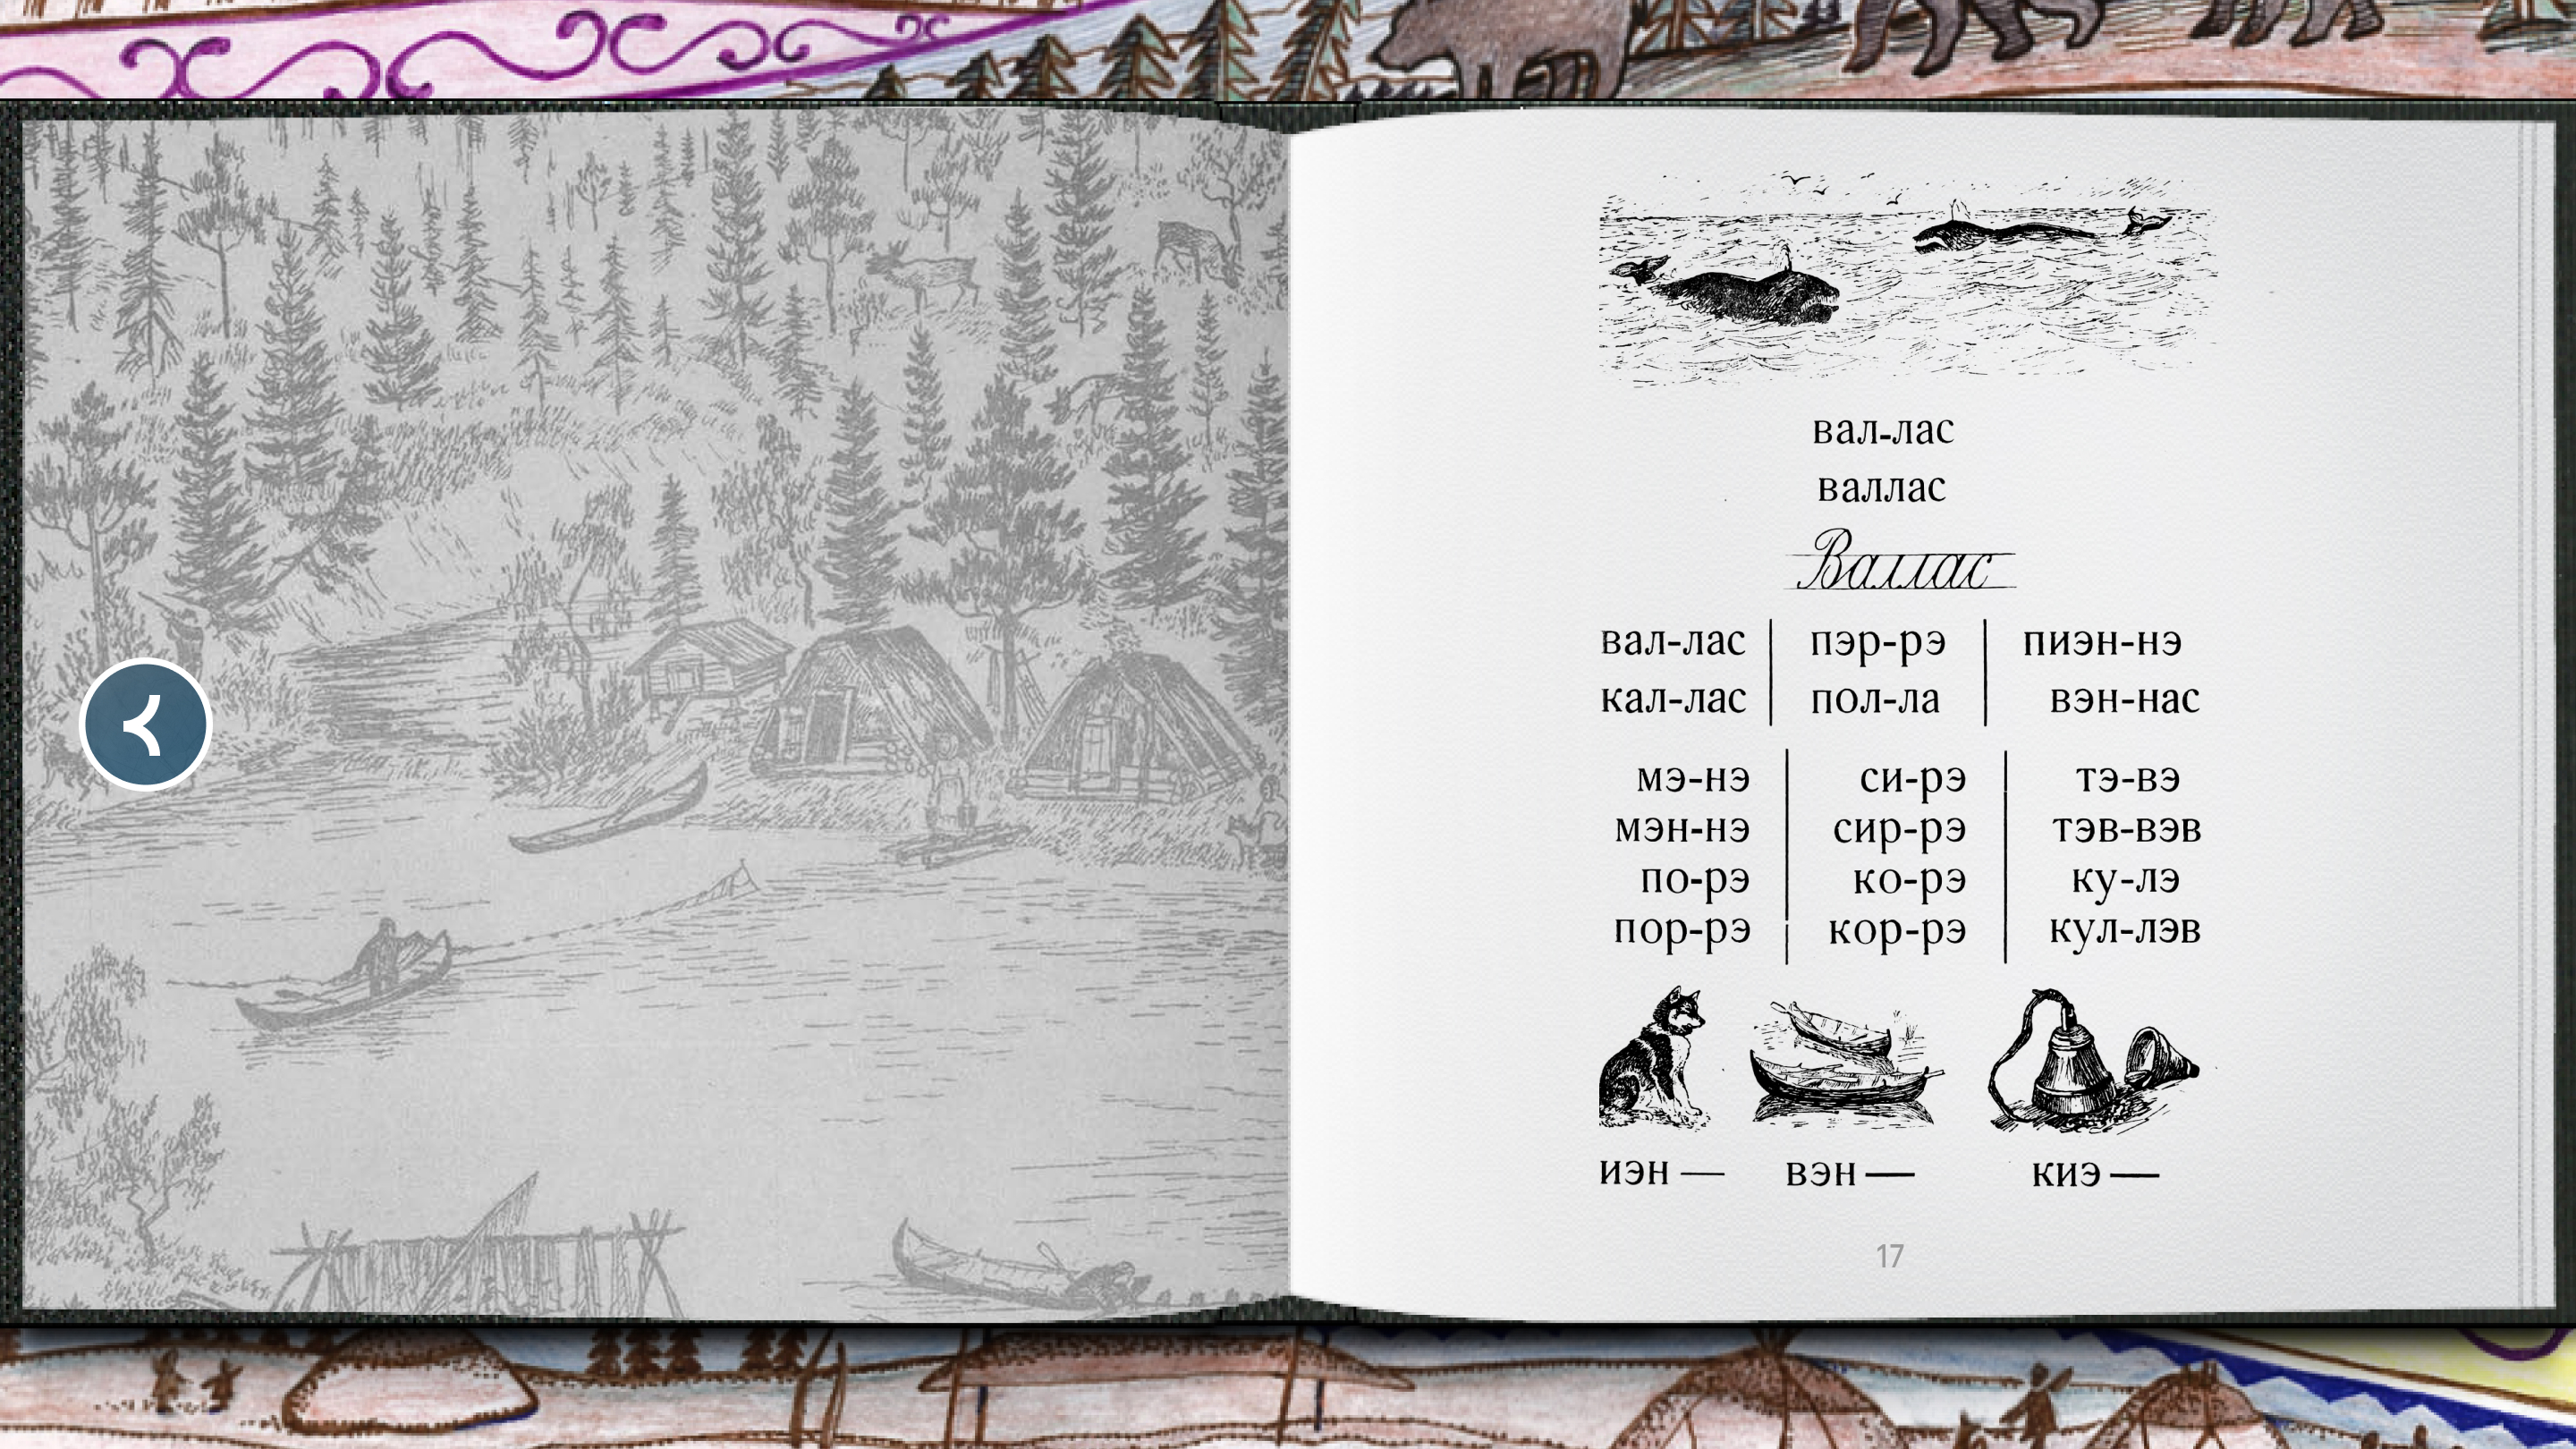 вал-лас
валлас
Валлас
вал-лас пэр-рэ пиэн-нэ
кал-лас пол-ла вэн-нас
мэ-нэ си-рэ тэ-вэ
мэн-нэ сир-рэ тэв-вэв
по-рэ ко-рэ ку-лэ
пор-рэ кор-рэ кул-лэв
иэн — вэн — киэ —
17